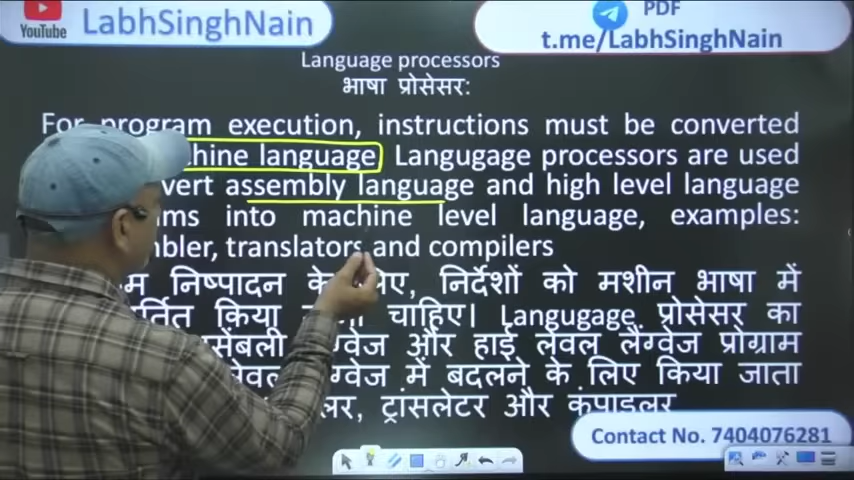 YouTube
LabhSinghNain
PDF
t.me/LabhSinghNain
Language processors
भाषा प्रोसेसर:
For program execution, instructions must be converted
chine language. Langugage processors are used
vert assembly language and high level language
ms into machine level language, examples:
mbler, translators and compilers
म निष्पादन के लिए, निर्देशों को मशीन भाषा में
र्तित किया चाहिए। Langugage प्रोसेसर का
सेंबली ग्वेज और हाई लेवल लैंग्वेज प्रोग्राम
लेवल ग्वेज में बदलने के लिए किया जाता
लर, ट्रांसलेटर और कंपाइलर
Contact No. 7404076281